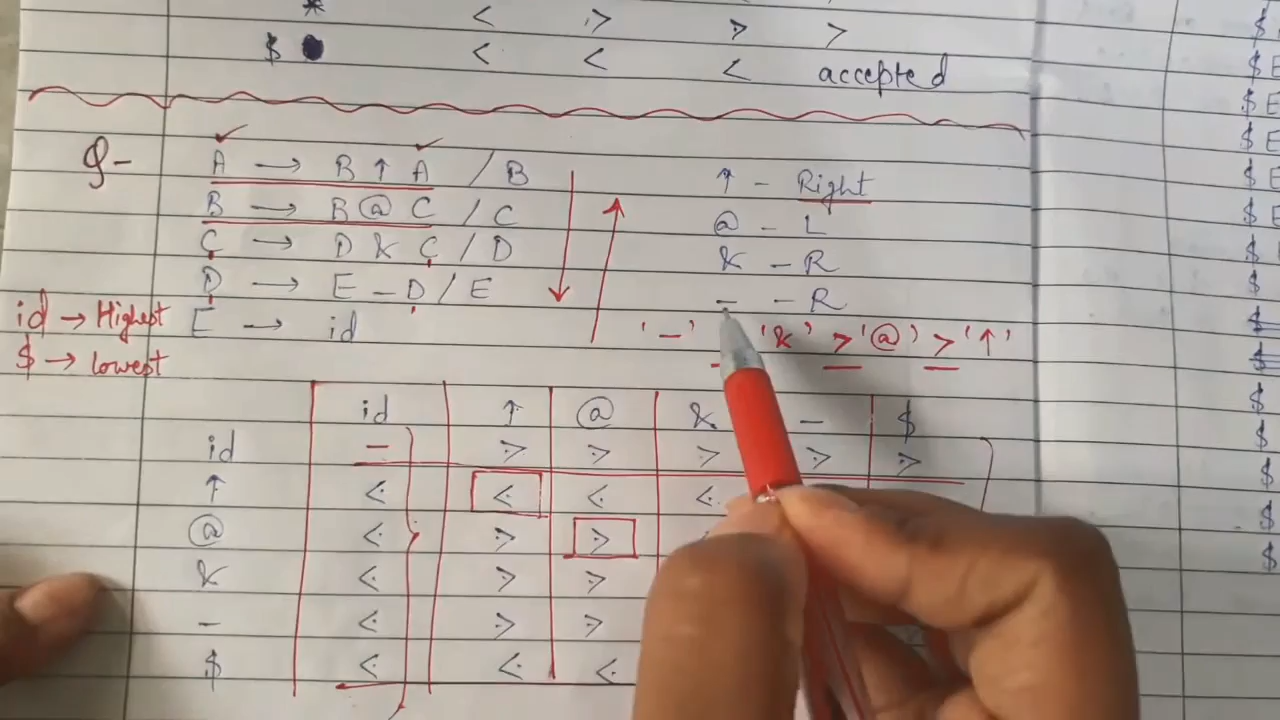 * < ⋗ ⋗ >
$ < < < accepted
Q- A → B ↑ A / B ↑ - Right
B → B @ C / C @ - L
C → D & C / D & - R
D → E - D / E - - R
id → Highest E → id '-' '&' > '@' > '↑'
$ → lowest
id ↑ @ & - $
id - ⋗ ⋗ ⋗ ⋗ ⋗
↑ ⋖ ⋖ ⋖ ⋖
@ ⋖ ⋗ ⋗
& ⋖ ⋗ ⋗
- ⋖ ⋗ ⋗
$ ⋖ ⋖ ⋖
$
$ E
$ E
$ E
$ E
$ E
$ E
$
$
$
$
$
$
$
$